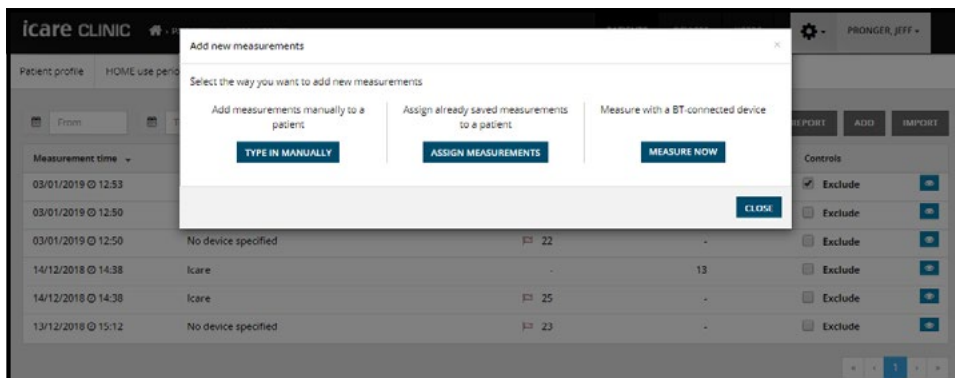 icare CLINIC
PRONGER, JEFF
Add new measurements
×
Patient profile
HOME use perio
Select the way you want to add new measurements
Add measurements manually to a
patient
Assign already saved measurements
to a patient
Measure with a BT-connected device
TYPE IN MANUALLY
ASSIGN MEASUREMENTS
MEASURE NOW
CLOSE
From
T
REPORT
ADD
IMPORT
Measurement time
Controls
03/01/2019 12:53 Exclude
03/01/2019 12:50 Exclude
03/01/2019 12:50 No device specified 22 - Exclude
14/12/2018 14:38 Icare - 13 Exclude
14/12/2018 14:38 Icare 25 - Exclude
13/12/2018 15:12 No device specified 23 - Exclude
« ‹ 1 › »